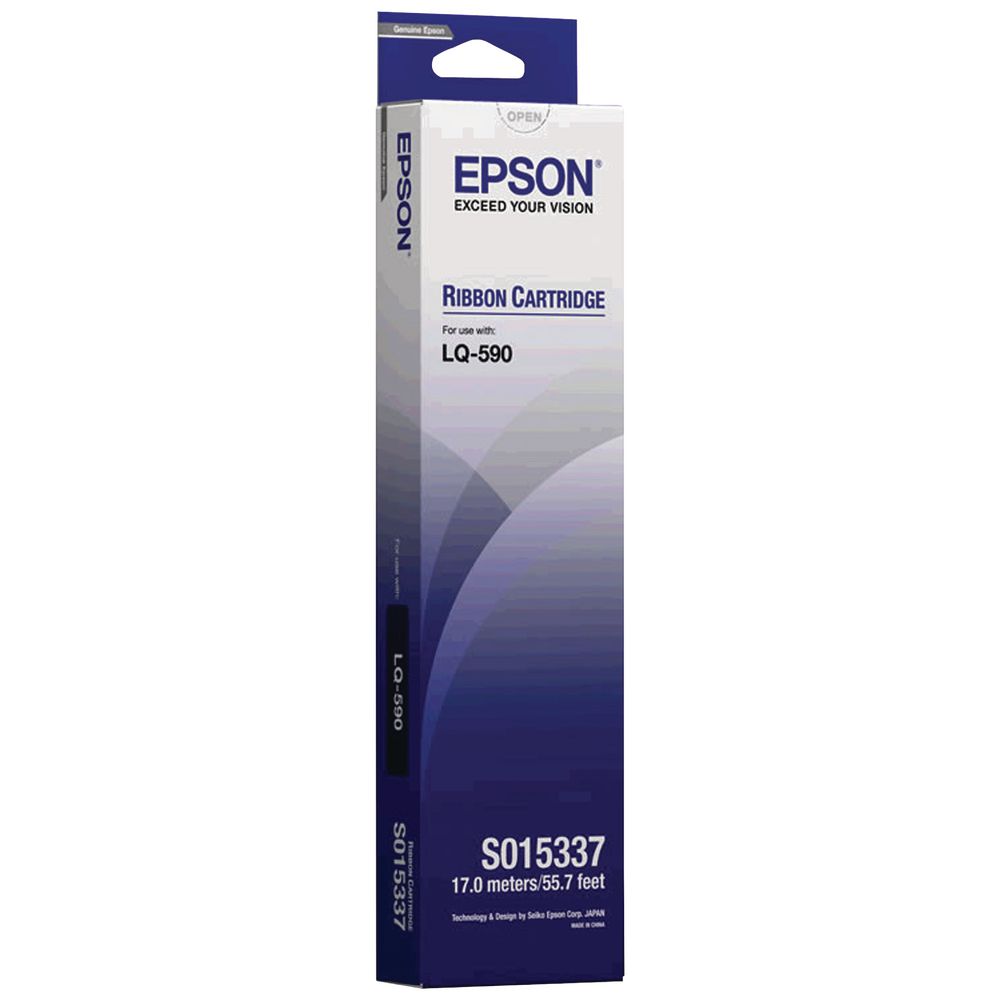 Genuine Epson
OPEN
EPSON®
EXCEED YOUR VISION
RIBBON CARTRIDGE
For use with:
LQ-590
S015337
17.0 meters/55.7 feet
Technology & Design by Seiko Epson Corp. JAPAN
MADE IN CHINA
Genuine Epson
EPSON®
For use with:
LQ-590
RIBBON CARTRIDGE
S015337